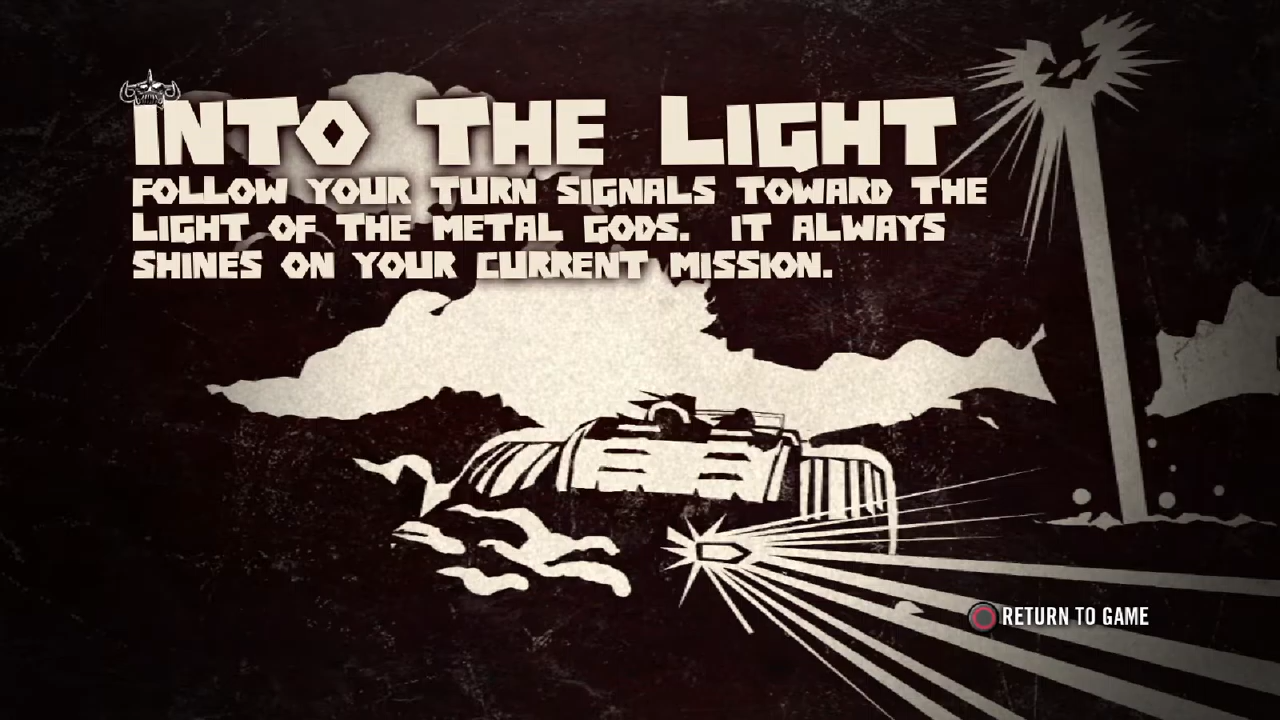 INTO THE LIGHT
FOLLOW YOUR TURN SIGNALS TOWARD THE
LIGHT OF THE METAL GODS. IT ALWAYS
SHINES ON YOUR CURRENT MISSION.
RETURN TO GAME